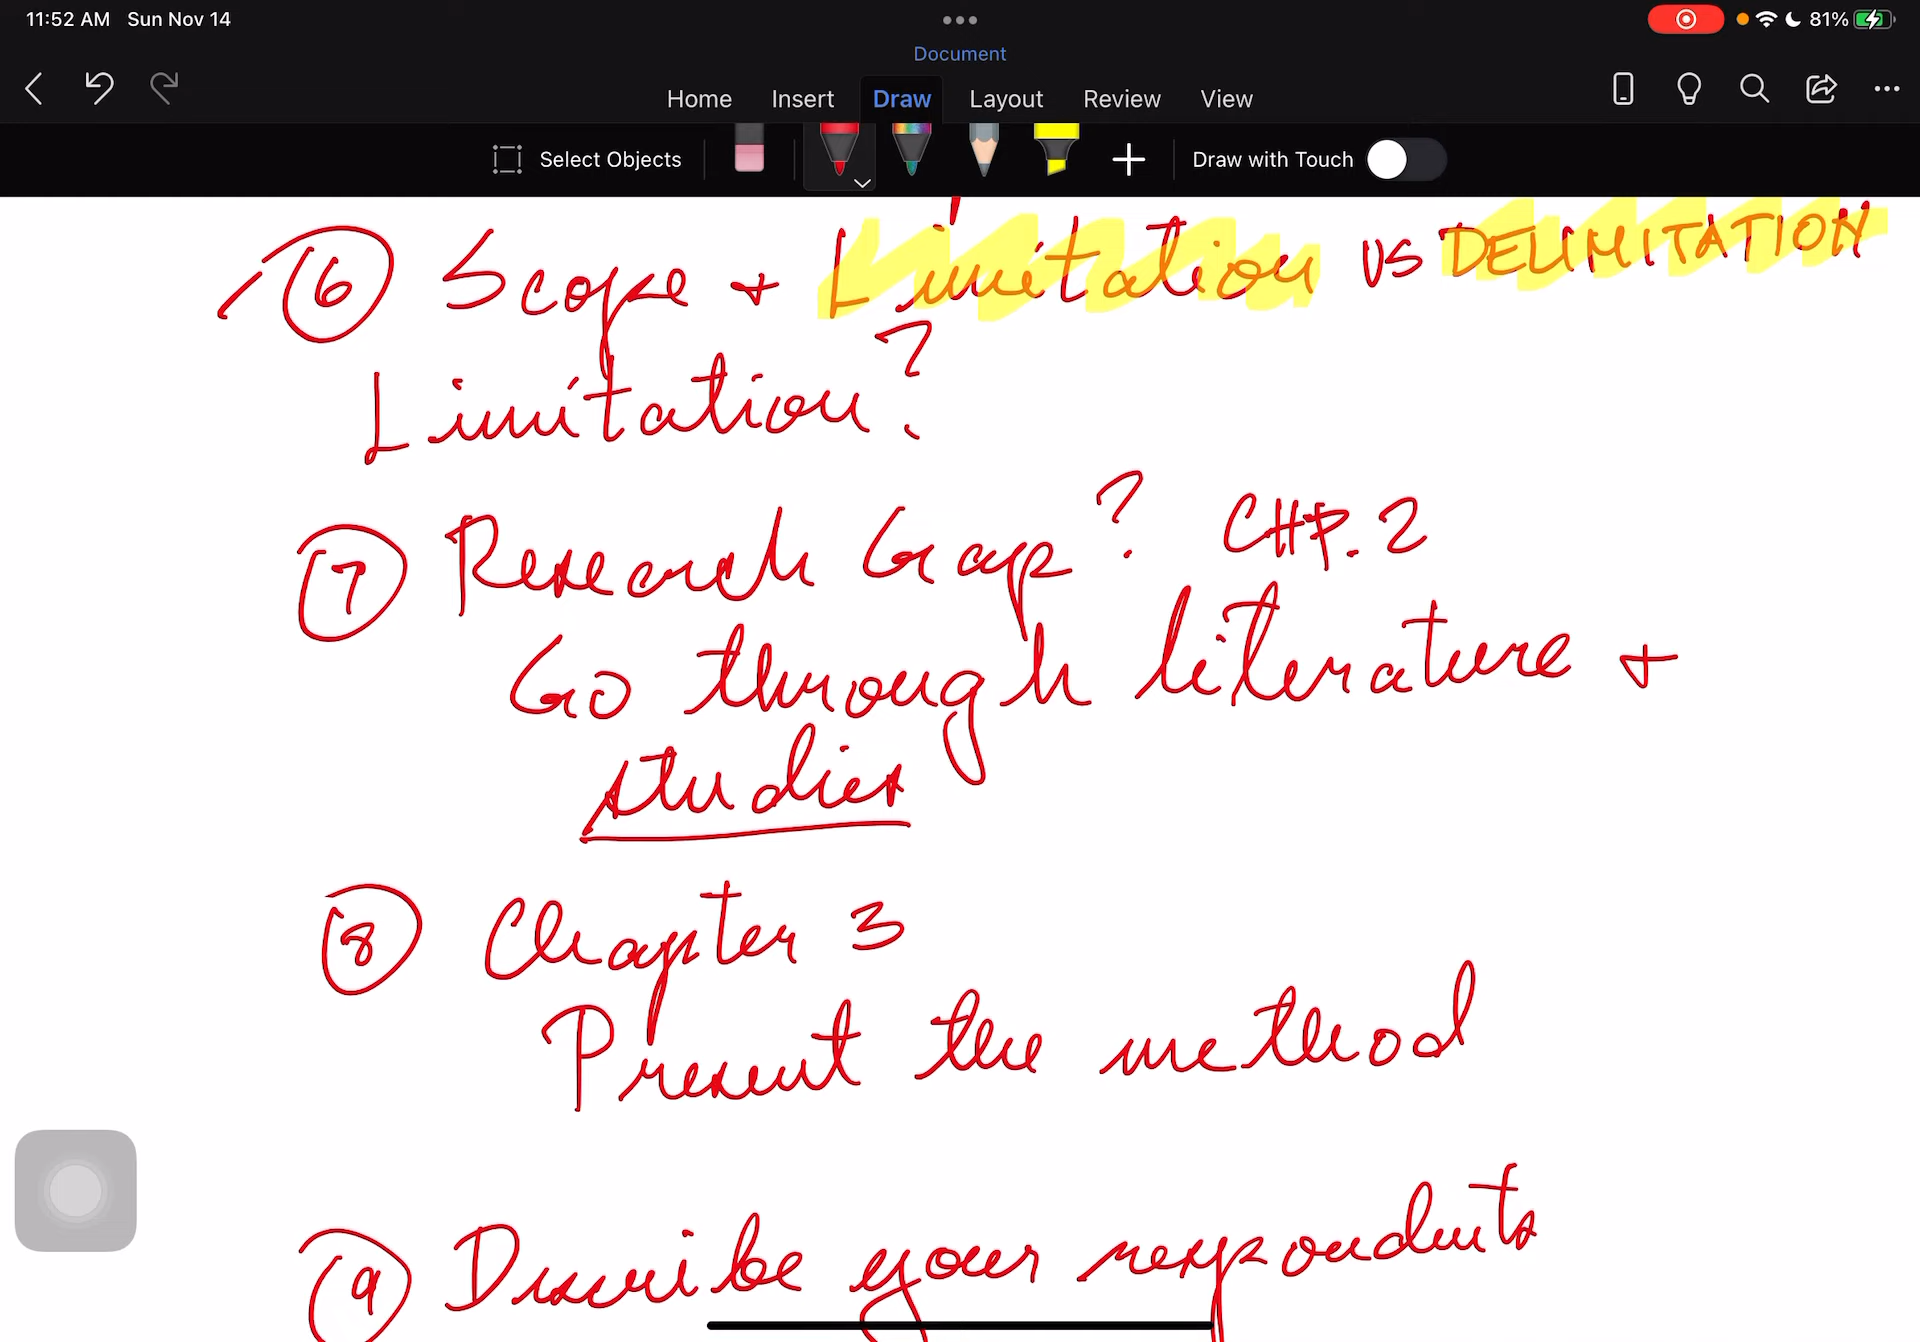 11:52 AM Sun Nov 14
81%
Document
Home Insert Draw Layout Review View
Select Objects
Draw with Touch
6 Scope + Limitation VS DELIMITATION
Limitation? ?
7 Research Gap? CHP. 2
Go through literature +
studies
8 Chapter 3
Present the method
9 Describe your respondents